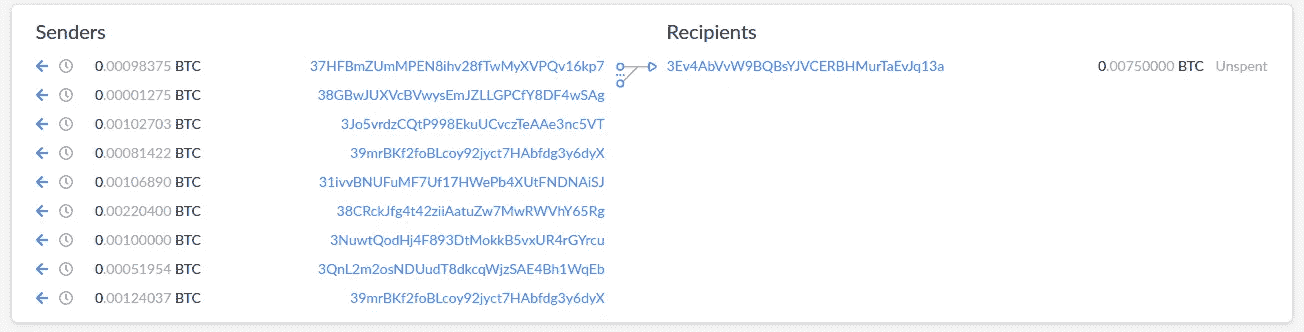 Senders Recipients
0.00098375 BTC 37HFBmZUmMPEN8ihv28fTwMyXVPQv16kp7 3Ev4AbVvW9BQBsYJVCERBHMurTaEvJq13a 0.00750000 BTC Unspent
0.00001275 BTC 38GBwJUXVcBVwysEmJZLLGPCfY8DF4wSAg
0.00102703 BTC 3Jo5vrdzCQtP998EkuUCvczTeAAe3nc5VT
0.00081422 BTC 39mrBKf2foBLcoy92jyct7HAbfdg3y6dyX
0.00106890 BTC 31ivvBNUFuMF7Uf17HWePb4XUtFNDNAiSJ
0.00220400 BTC 38CRckJfg4t42ziiAatuZw7MwRWVhY65Rg
0.00100000 BTC 3NuwtQodHj4F893DtMokkB5vxUR4rGYrcu
0.00051954 BTC 3QnL2m2osNDUudT8dkcqWjzSAE4Bh1WqEb
0.00124037 BTC 39mrBKf2foBLcoy92jyct7HAbfdg3y6dyX